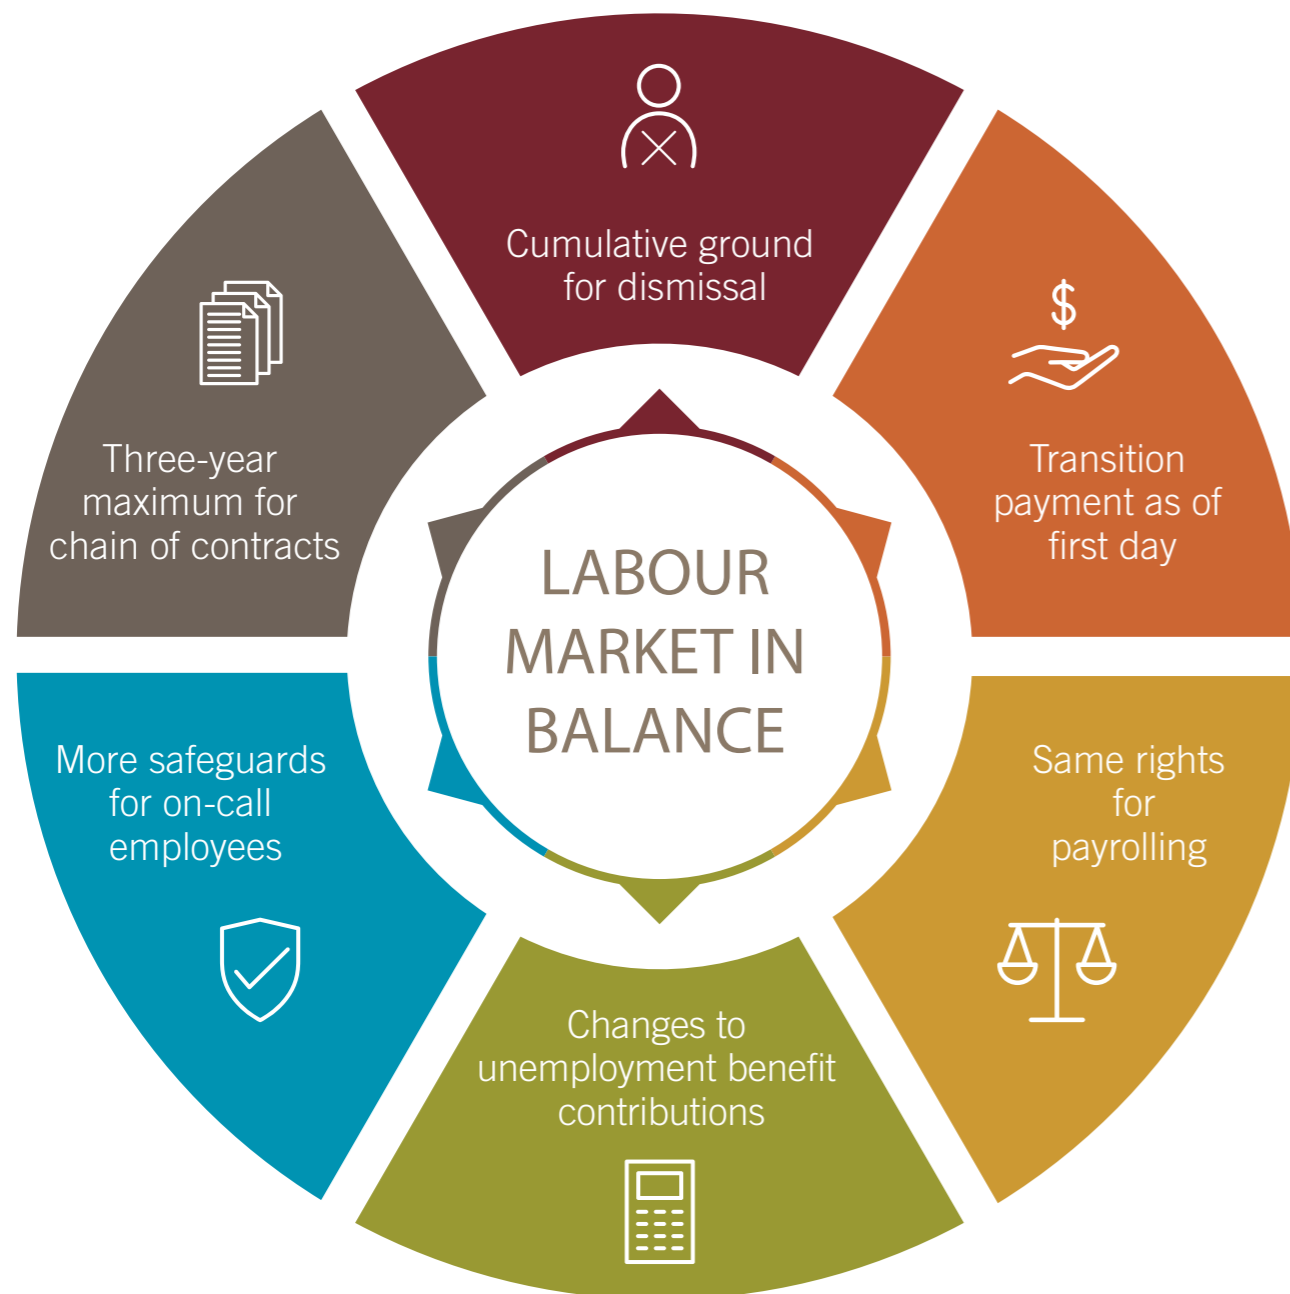 Cumulative ground
for dismissal
$
Transition
payment as of
first day
Same rights
for
payrolling
Changes to
unemployment benefit
contributions
More safeguards
for on-call
employees
Three-year
maximum for
chain of contracts
LABOUR
MARKET IN
BALANCE